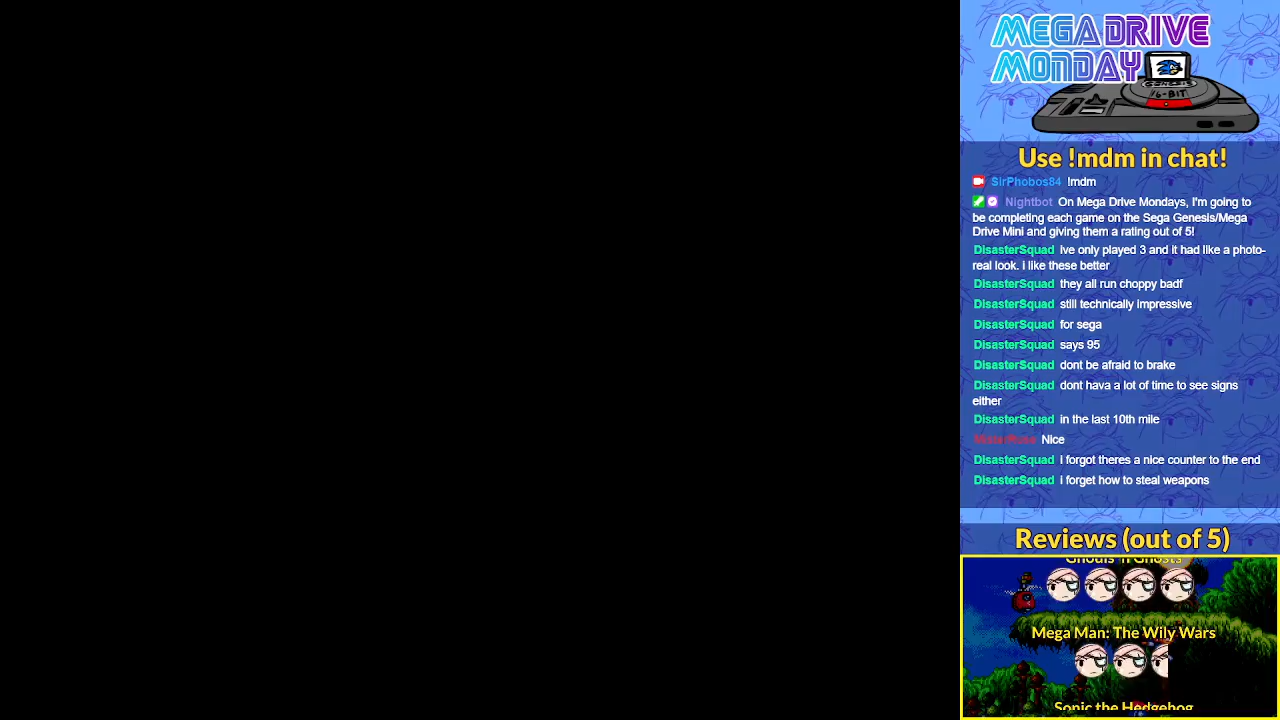 MEGA DRIVE
MONDAY
GENESIS
16-BIT
Use !mdm in chat!
SirPhobos84 !mdm
Nightbot On Mega Drive Mondays, I'm going to
be completing each game on the Sega Genesis/Mega
Drive Mini and giving them a rating out of 5!
DisasterSquad ive only played 3 and it had like a photo-
real look. i like these better
DisasterSquad they all run choppy badf
DisasterSquad still technically impressive
DisasterSquad for sega
DisasterSquad says 95
DisasterSquad dont be afraid to brake
DisasterSquad dont hava a lot of time to see signs
either
DisasterSquad in the last 10th mile
Nice
DisasterSquad i forgot theres a nice counter to the end
DisasterSquad i forget how to steal weapons
Reviews (out of 5)
Ghouls 'n Ghosts
Mega Man: The Wily Wars
Sonic the Hedgehog